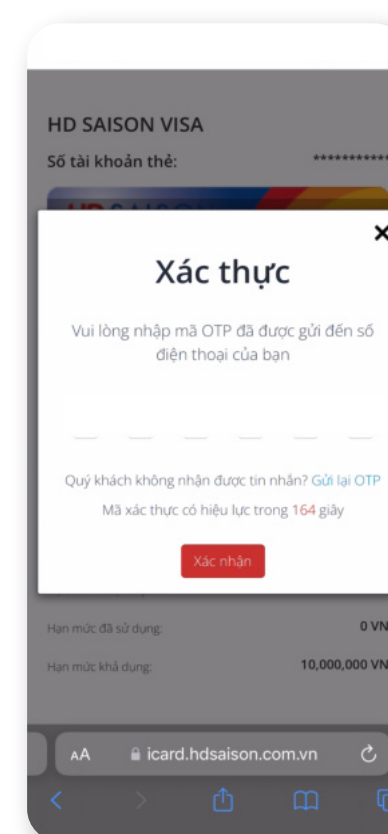 HD SAISON VISA
Số tài khoản thẻ: ***********
Xác thực
Vui lòng nhập mã OTP đã được gửi đến số
điện thoại của bạn
Quý khách không nhận được tin nhắn? Gửi lại OTP
Mã xác thực có hiệu lực trong 164 giây
Xác nhận
Hạn mức đã sử dụng: 0 VN
Hạn mức khả dụng: 10,000,000 VN
AA icard.hdsaison.com.vn